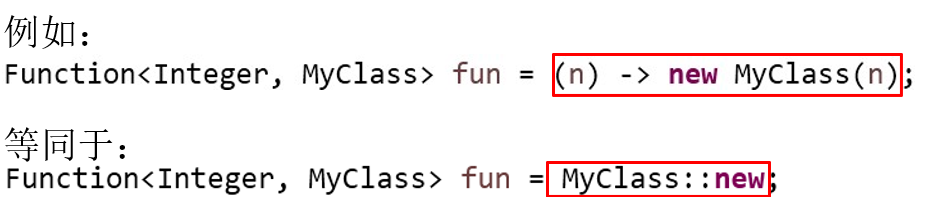 例如：
Function<Integer, MyClass> fun = (n) -> new MyClass(n);
等同于：
Function<Integer, MyClass> fun = MyClass::new;